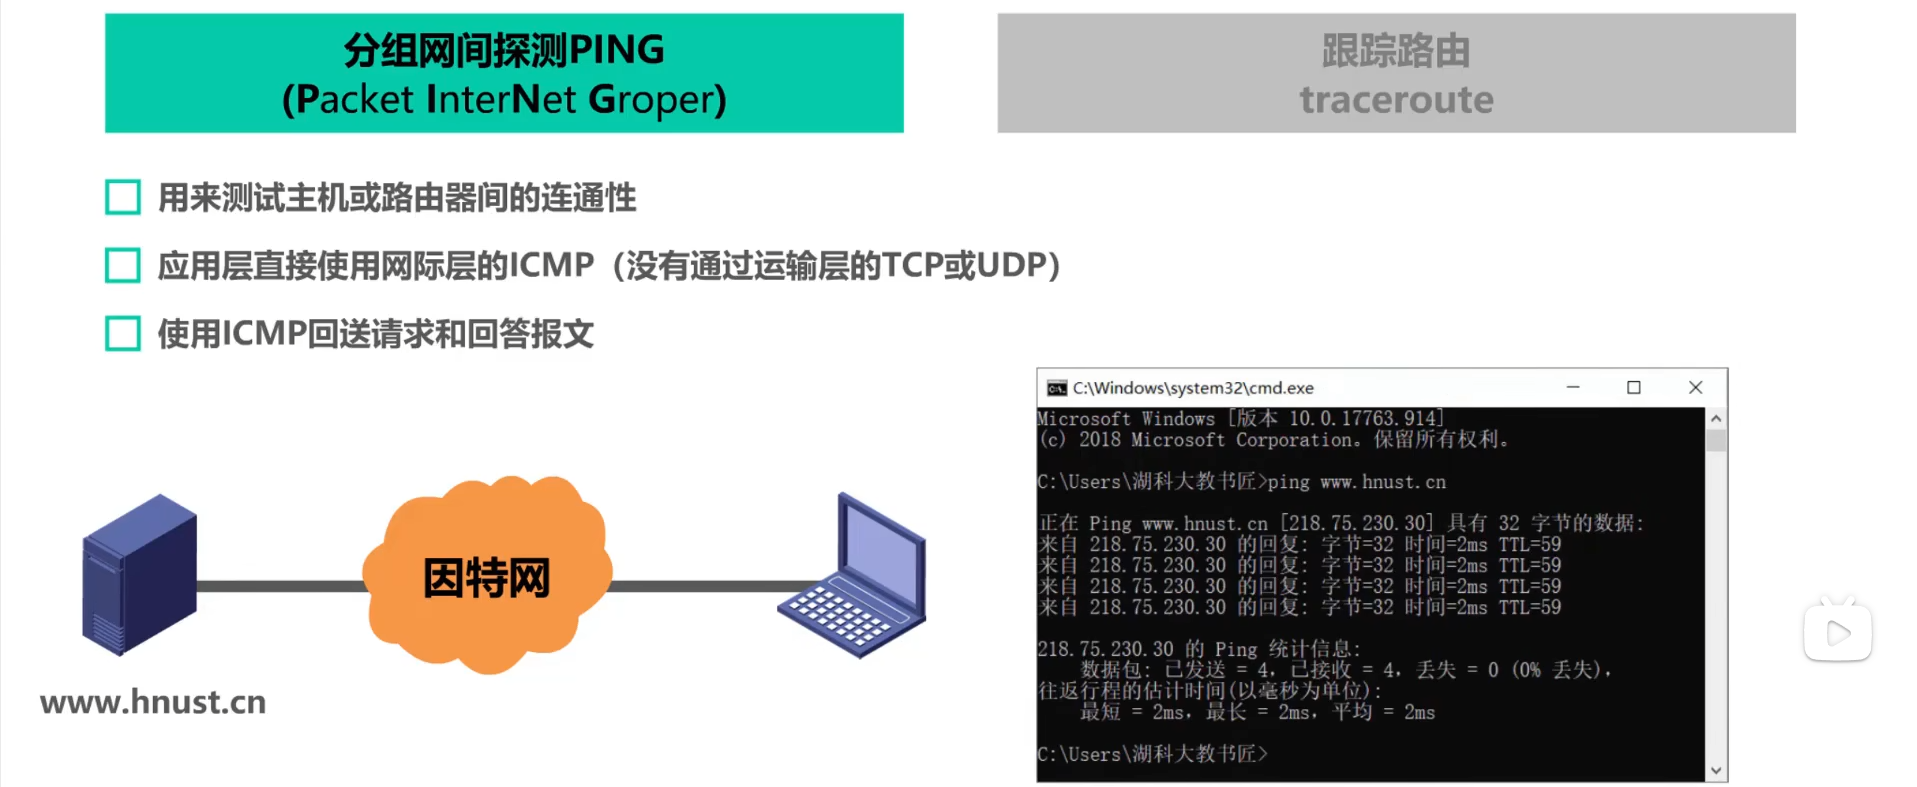 分组网间探测PING
(Packet InterNet Groper)
跟踪路由
traceroute
用来测试主机或路由器间的连通性
应用层直接使用网际层的ICMP（没有通过运输层的TCP或UDP）
使用ICMP回送请求和回答报文
因特网
www.hnust.cn
C:\Windows\system32\cmd.exe
Microsoft Windows [版本 10.0.17763.914]
(c) 2018 Microsoft Corporation。保留所有权利。
C:\Users\湖科大教书匠>ping www.hnust.cn
正在 Ping www.hnust.cn [218.75.230.30] 具有 32 字节的数据:
来自 218.75.230.30 的回复: 字节=32 时间=2ms TTL=59
来自 218.75.230.30 的回复: 字节=32 时间=2ms TTL=59
来自 218.75.230.30 的回复: 字节=32 时间=2ms TTL=59
来自 218.75.230.30 的回复: 字节=32 时间=2ms TTL=59
218.75.230.30 的 Ping 统计信息:
数据包: 已发送 = 4，已接收 = 4，丢失 = 0 (0% 丢失)，
往返行程的估计时间(以毫秒为单位):
最短 = 2ms，最长 = 2ms，平均 = 2ms
C:\Users\湖科大教书匠>